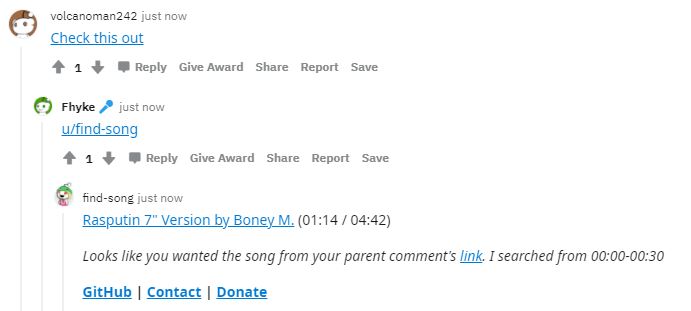 volcanoman242 just now
Check this out
1 Reply Give Award Share Report Save
Fhyke just now
u/find-song
1 Reply Give Award Share Report Save
find-song just now
Rasputin 7" Version by Boney M. (01:14 / 04:42)
Looks like you wanted the song from your parent comment's link. I searched from 00:00-00:30
GitHub | Contact | Donate